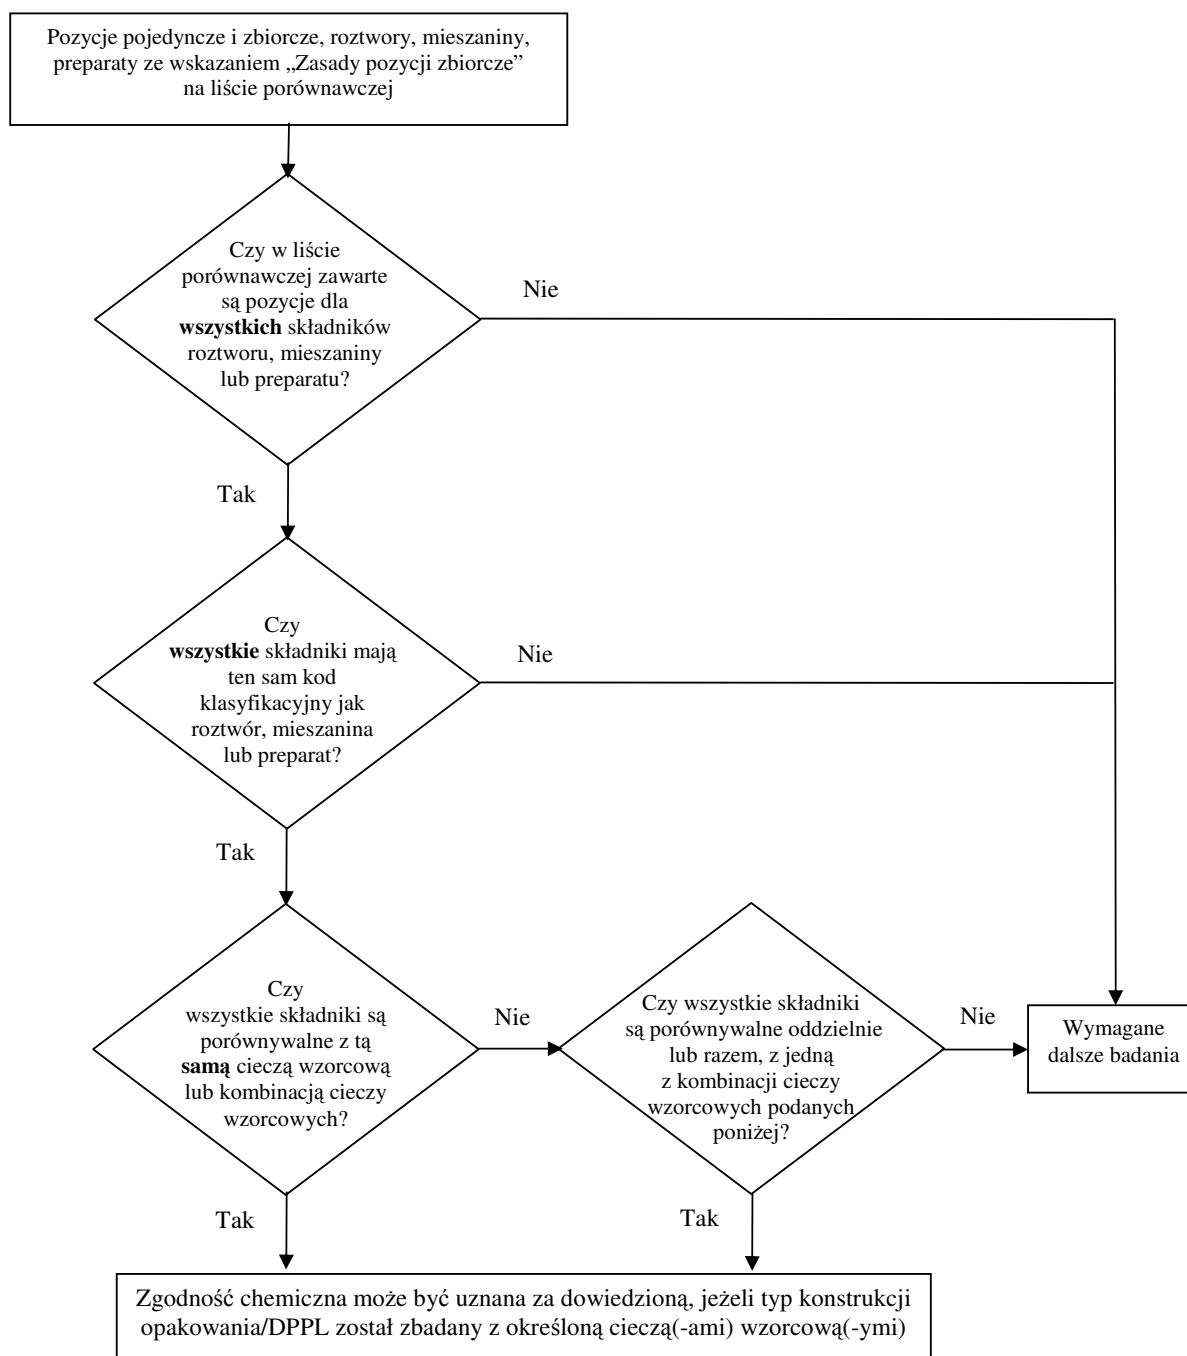 Pozycje pojedyncze i zbiorcze, roztwory, mieszaniny,
preparaty ze wskazaniem „Zasady pozycji zbiorcze”
na liście porównawczej
Czy w liście
porównawczej zawarte
są pozycje dla
wszystkich składników
roztworu, mieszaniny
lub preparatu?
Nie
Tak
Czy
wszystkie składniki mają
ten sam kod
klasyfikacyjny jak
roztwór, mieszanina
lub preparat?
Nie
Tak
Czy
wszystkie składniki są
porównywalne z tą
samą cieczą wzorcową
lub kombinacją cieczy
wzorcowych?
Nie
Czy wszystkie składniki
są porównywalne oddzielnie
lub razem, z jedną
z kombinacji cieczy
wzorcowych podanych
poniżej?
Nie
Wymagane
dalsze badania
Tak
Tak
Zgodność chemiczna może być uznana za dowiedzioną, jeżeli typ konstrukcji
opakowania/DPPL został zbadany z określoną cieczą(-ami) wzorcową(-ymi)